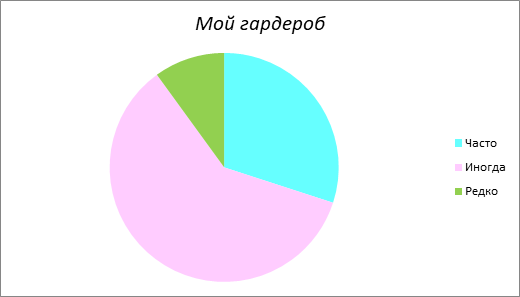 Мой гардероб
Часто
Иногда
Редко